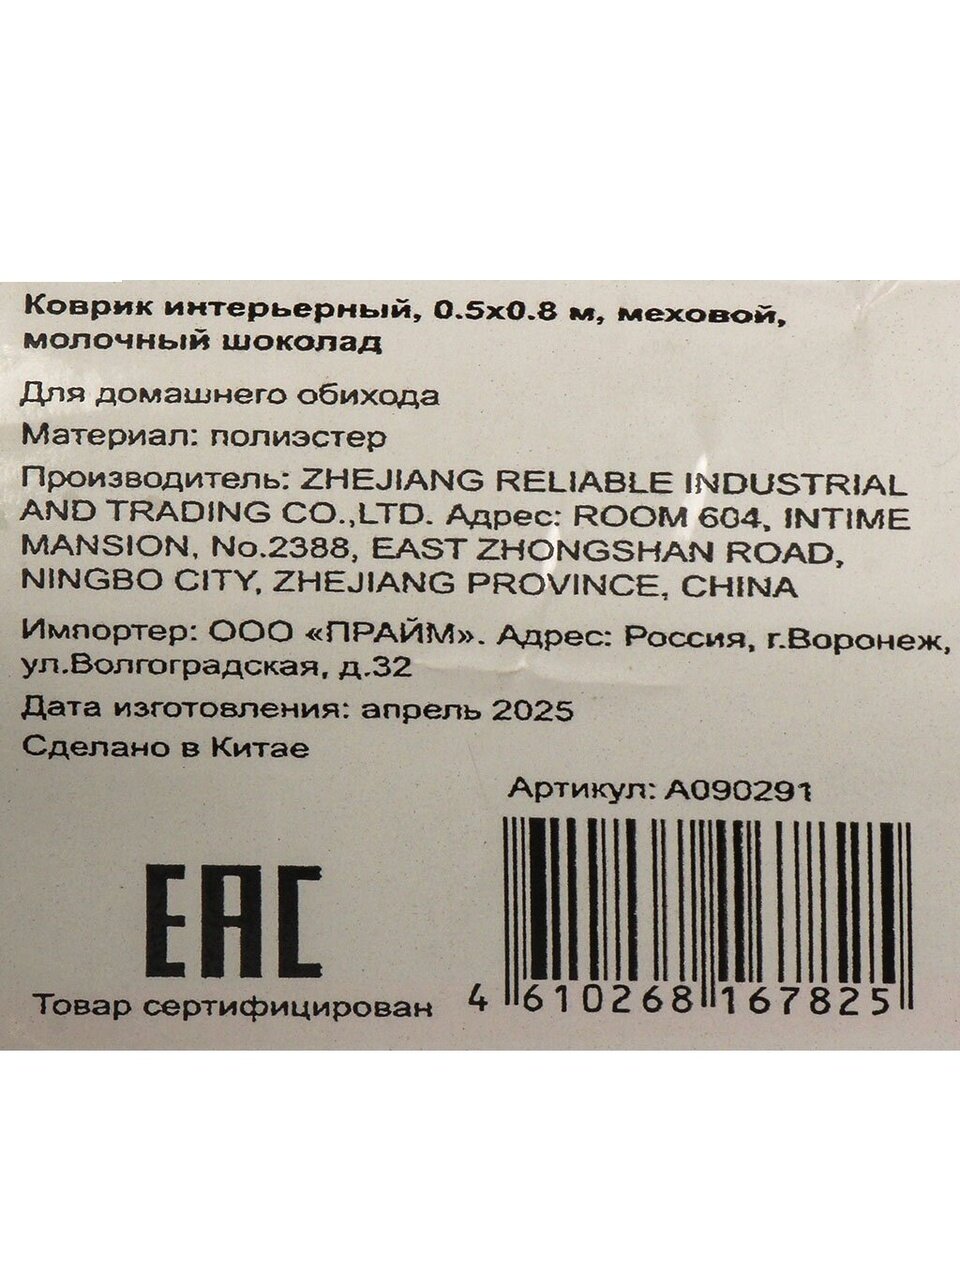 Коврик интерьерный, 0.5х0.8 м, меховой,
молочный шоколад
Для домашнего обихода
Материал: полиэстер
Производитель: ZHEJIANG RELIABLE INDUSTRIAL
AND TRADING CO.,LTD. Адрес: ROOM 604, INTIME
MANSION, No.2388, EAST ZHONGSHAN ROAD,
NINGBO CITY, ZHEJIANG PROVINCE, CHINA
Импортер: ООО «ПРАЙМ». Адрес: Россия, г.Воронеж,
ул.Волгоградская, д.32
Дата изготовления: апрель 2025
Сделано в Китае
Артикул: А090291
ЕАС
Товар сертифицирован
4 610268 167825